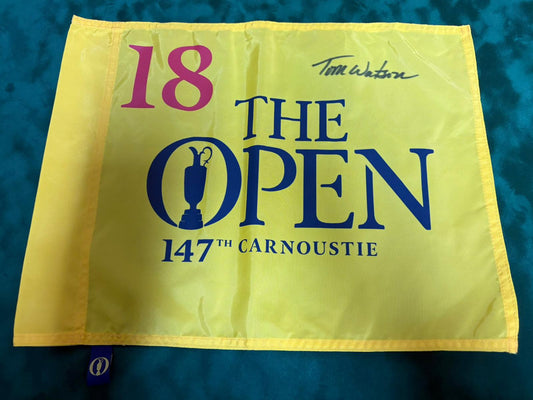 18
Tom Watson
THE
OPEN
147TH CARNOUSTIE